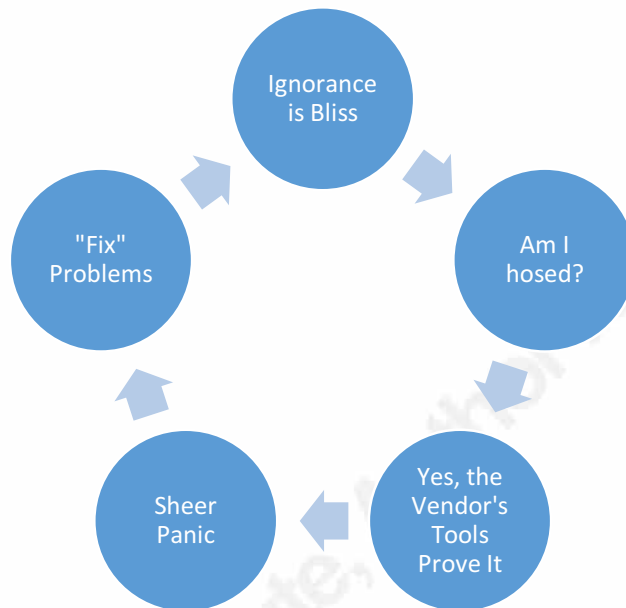 Ignorance
is Bliss
Am I
hosed?
Yes, the
Vendor's
Tools
Prove It
Sheer
Panic
"Fix"
Problems